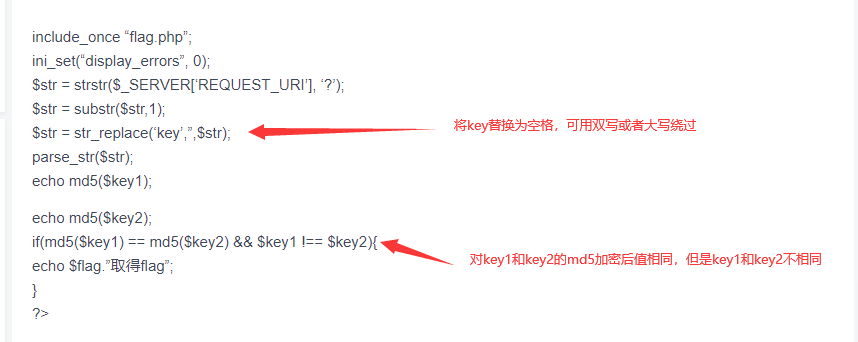 include_once “flag.php”;
ini_set(“display_errors”, 0);
$str = strstr($_SERVER[‘REQUEST_URI’], ‘?’);
$str = substr($str,1);
$str = str_replace(‘key’,”,$str);
将key替换为空格，可用双写或者大写绕过
parse_str($str);
echo md5($key1);
echo md5($key2);
if(md5($key1) == md5($key2) && $key1 !== $key2){
对key1和key2的md5加密后值相同，但是key1和key2不相同
echo $flag.”取得flag”;
}
?>